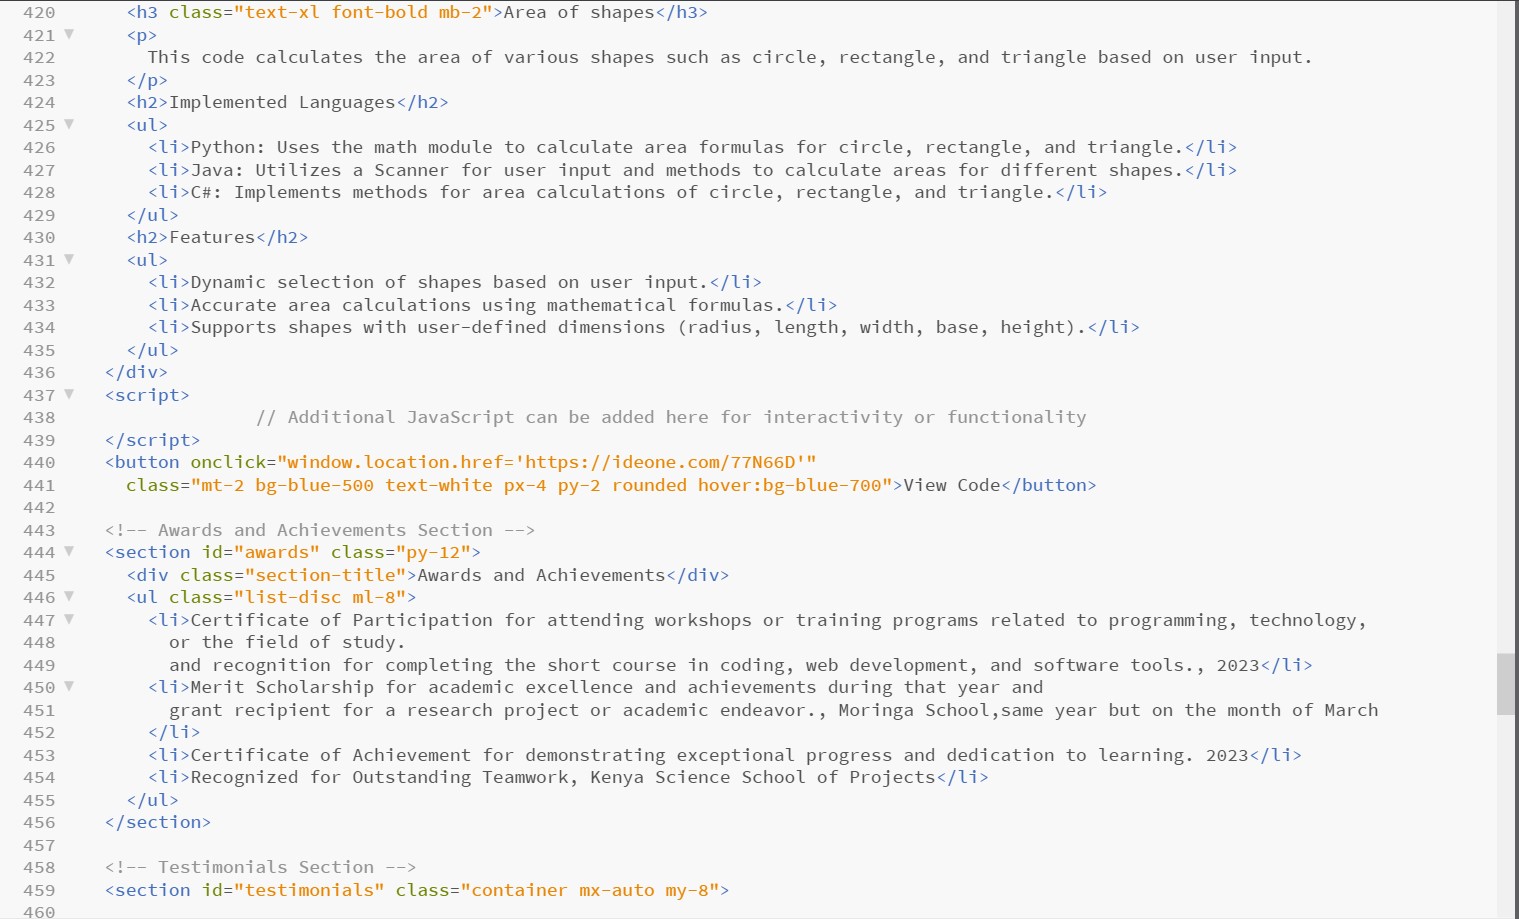 420 <h3 class="text-xl font-bold mb-2">Area of shapes</h3>
421 <p>
422 This code calculates the area of various shapes such as circle, rectangle, and triangle based on user input.
423 </p>
424 <h2>Implemented Languages</h2>
425 <ul>
426 <li>Python: Uses the math module to calculate area formulas for circle, rectangle, and triangle.</li>
427 <li>Java: Utilizes a Scanner for user input and methods to calculate areas for different shapes.</li>
428 <li>C#: Implements methods for area calculations of circle, rectangle, and triangle.</li>
429 </ul>
430 <h2>Features</h2>
431 <ul>
432 <li>Dynamic selection of shapes based on user input.</li>
433 <li>Accurate area calculations using mathematical formulas.</li>
434 <li>Supports shapes with user-defined dimensions (radius, length, width, base, height).</li>
435 </ul>
436 </div>
437 <script>
438 // Additional JavaScript can be added here for interactivity or functionality
439 </script>
440 <button onclick="window.location.href='https://ideone.com/77N66D'"
441 class="mt-2 bg-blue-500 text-white px-4 py-2 rounded hover:bg-blue-700">View Code</button>
442
443 <!-- Awards and Achievements Section -->
444 <section id="awards" class="py-12">
445 <div class="section-title">Awards and Achievements</div>
446 <ul class="list-disc ml-8">
447 <li>Certificate of Participation for attending workshops or training programs related to programming, technology,
448 or the field of study.
449 and recognition for completing the short course in coding, web development, and software tools., 2023</li>
450 <li>Merit Scholarship for academic excellence and achievements during that year and
451 grant recipient for a research project or academic endeavor., Moringa School,same year but on the month of March
452 </li>
453 <li>Certificate of Achievement for demonstrating exceptional progress and dedication to learning. 2023</li>
454 <li>Recognized for Outstanding Teamwork, Kenya Science School of Projects</li>
455 </ul>
456 </section>
457
458 <!-- Testimonials Section -->
459 <section id="testimonials" class="container mx-auto my-8">
460